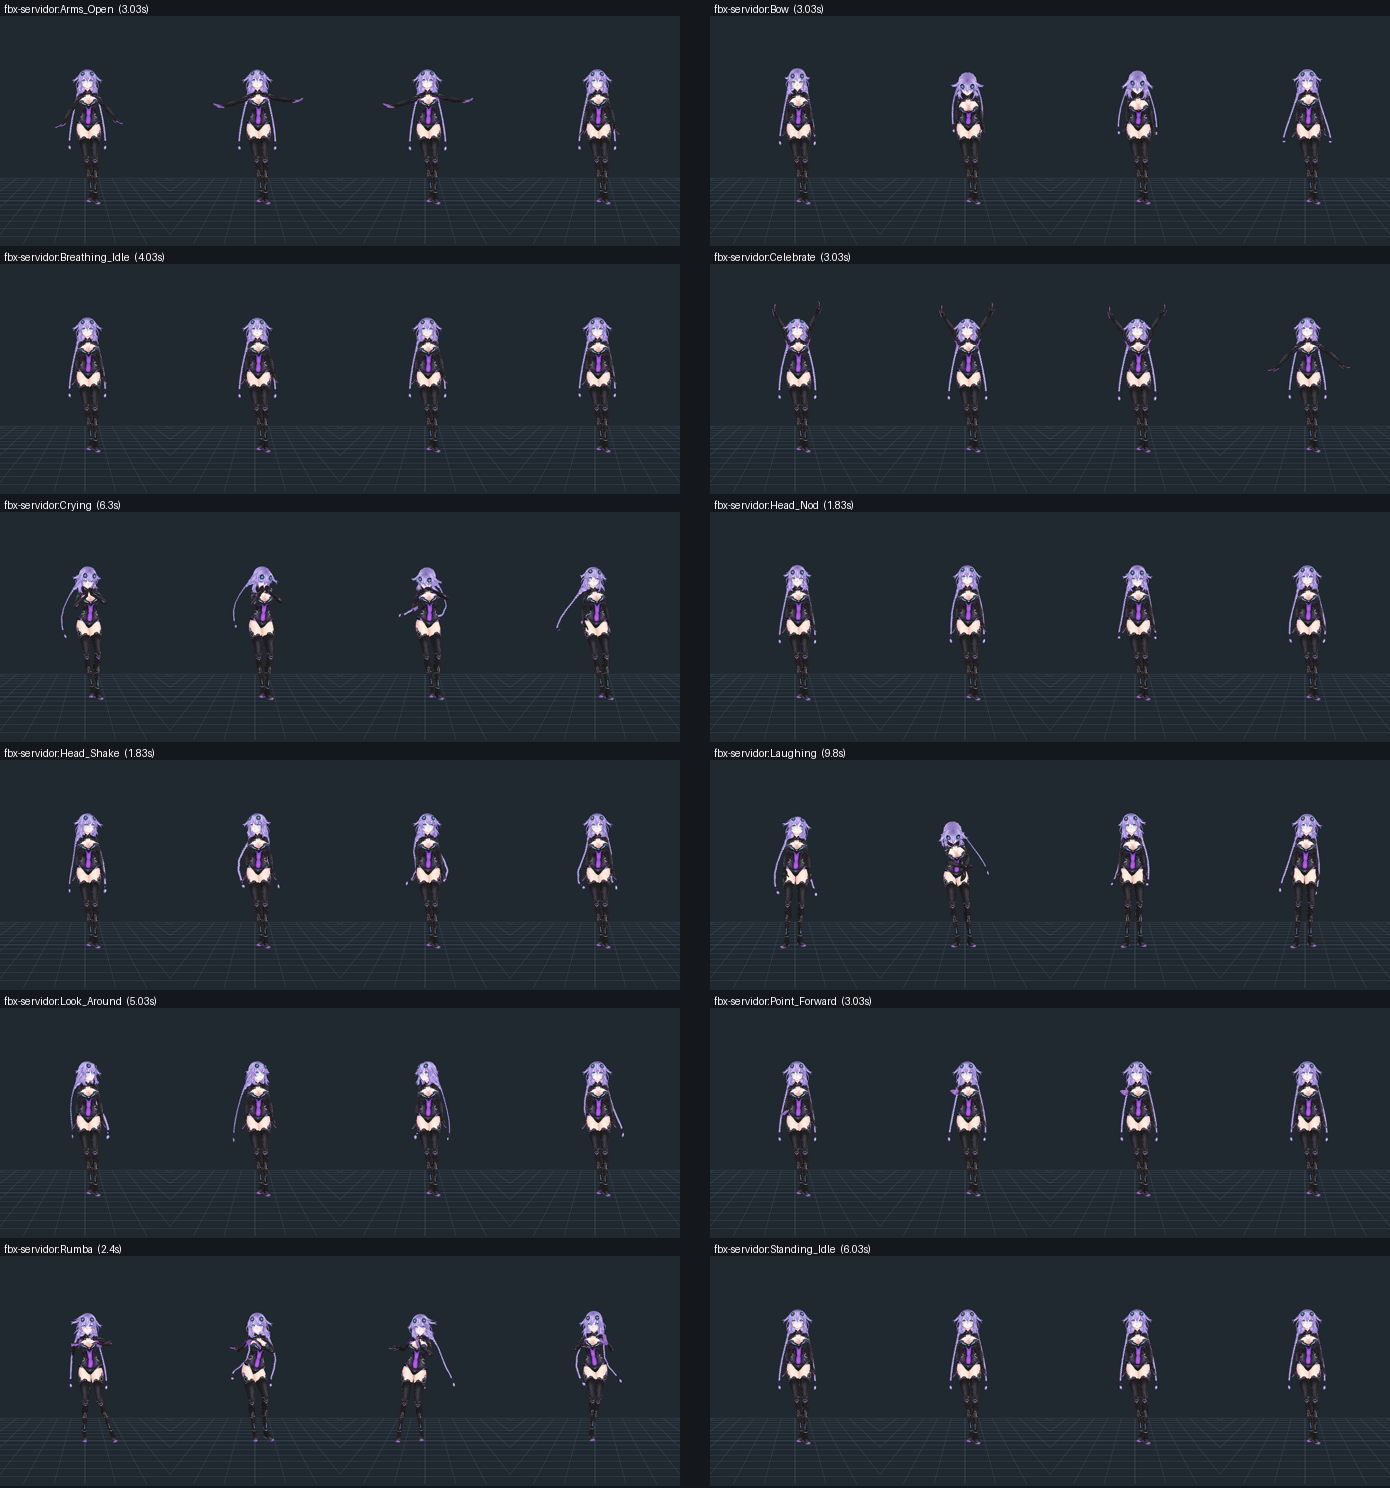 fbx-servidor:Arms_Open (3.03s)
fbx-servidor:Bow (3.03s)
fbx-servidor:Breathing_Idle (4.03s)
fbx-servidor:Celebrate (3.03s)
fbx-servidor:Crying (6.3s)
fbx-servidor:Head_Nod (1.83s)
fbx-servidor:Head_Shake (1.83s)
fbx-servidor:Laughing (9.8s)
fbx-servidor:Look_Around (5.03s)
fbx-servidor:Point_Forward (3.03s)
fbx-servidor:Rumba (2.4s)
fbx-servidor:Standing_Idle (6.03s)